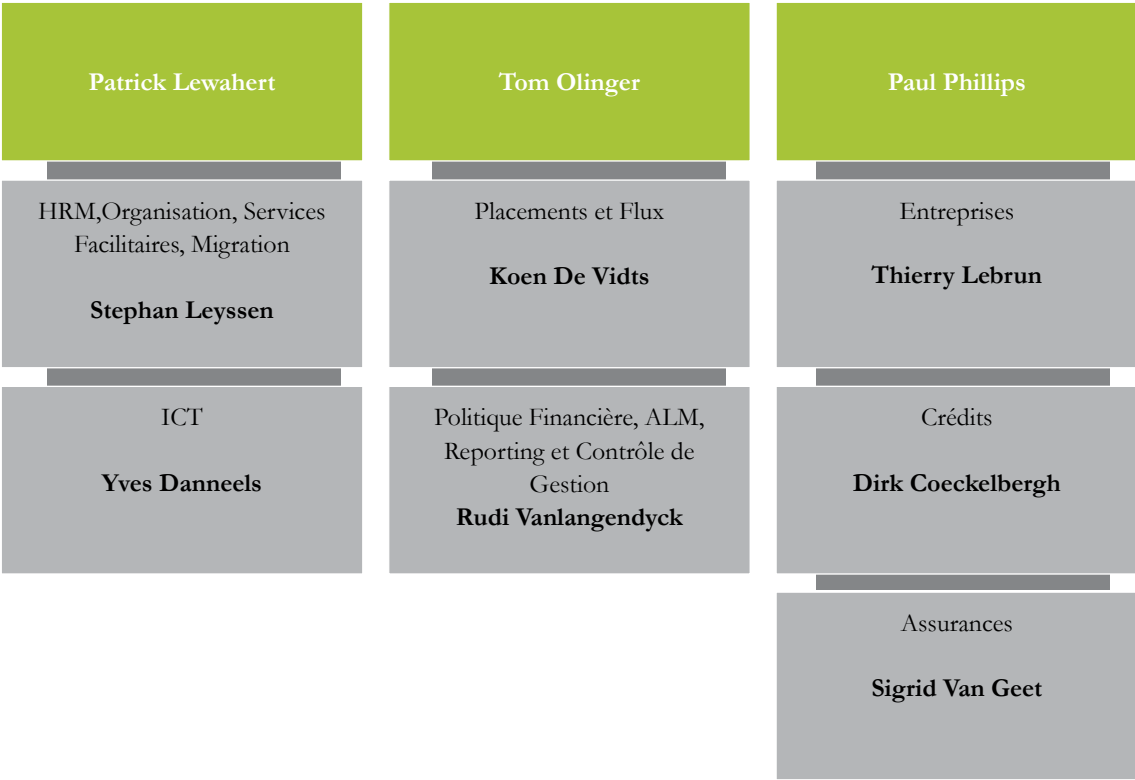 Patrick Lewahert
HRM,Organisation, Services
Facilitaires, Migration
Stephan Leyssen
ICT
Yves Danneels
Tom Olinger
Placements et Flux
Koen De Vidts
Politique Financière, ALM,
Reporting et Contrôle de
Gestion
Rudi Vanlangendyck
Paul Phillips
Entreprises
Thierry Lebrun
Crédits
Dirk Coeckelbergh
Assurances
Sigrid Van Geet